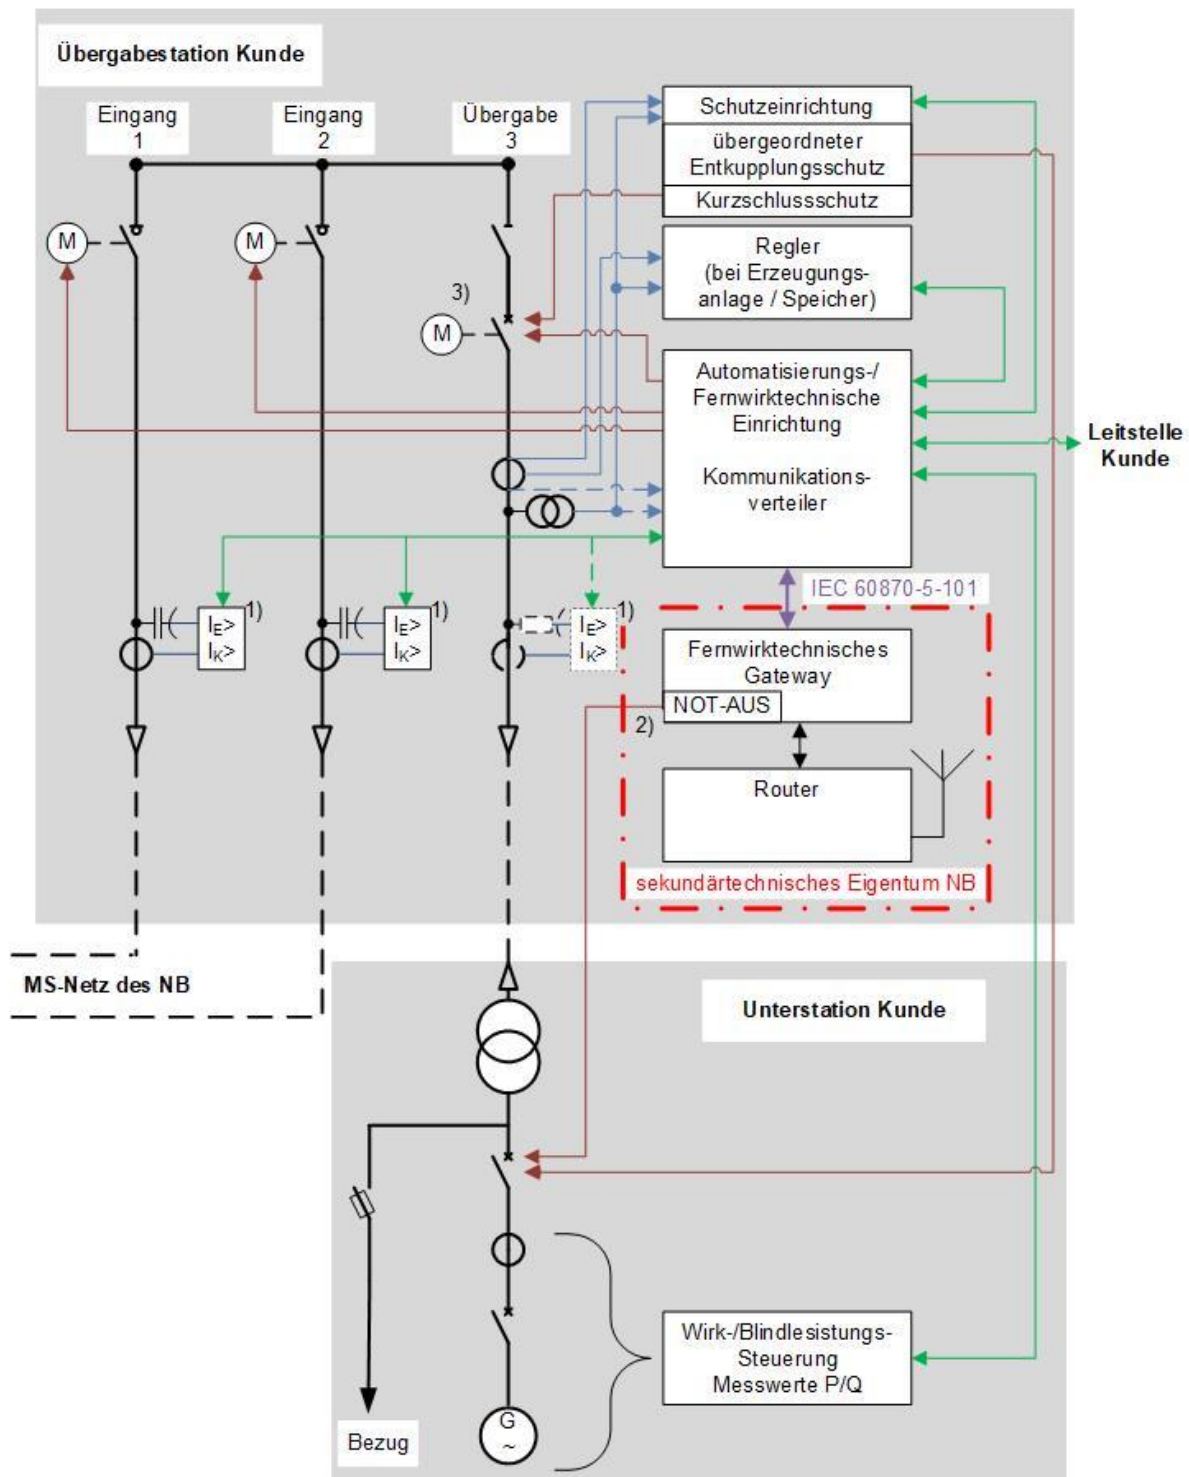 Übergabestation Kunde
Eingang
1
Eingang
2
Übergabe
3
Schutzeinrichtung
übergeordneter
Entkupplungsschutz
Kurzschlussschutz
M
M
Regler
(bei Erzeugungs-
anlage / Speicher)
3)
M
Automatisierungs-/
Fernwirktechnische
Einrichtung
Kommunikations-
verteiler
Leitstelle
Kunde
IEC 60870-5-101
IE>
IK>
1)
IE>
IK>
1)
IE>
IK>
1)
Fernwirktechnisches
Gateway
NOT-AUS
2)
Router
sekundärtechnisches Eigentum NB
MS-Netz des NB
Unterstation Kunde
Wirk-/Blindlesistungs-
Steuerung
Messwerte P/Q
G
~
Bezug